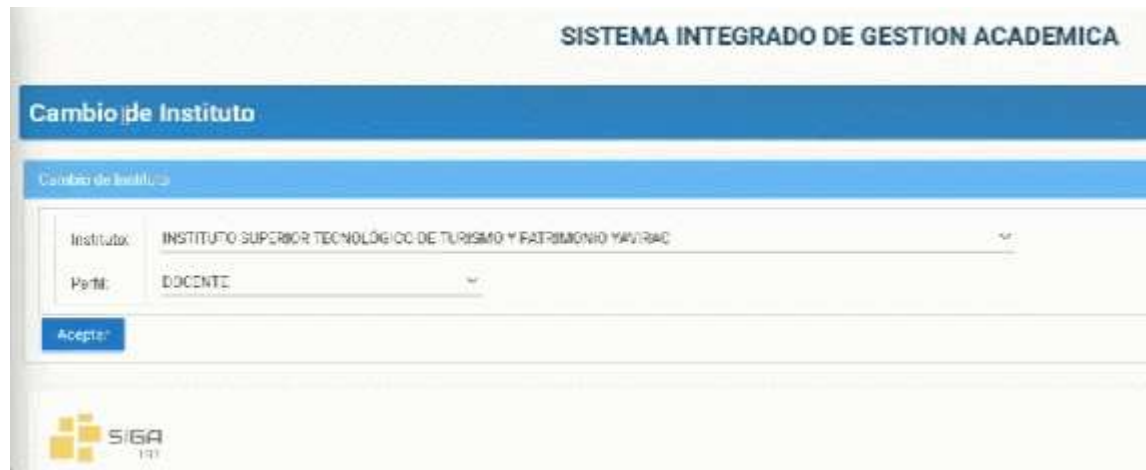 SISTEMA INTEGRADO DE GESTION ACADEMICA
Cambio de Instituto
Cambio de Instituto
Instituto: INSTITUTO SUPERIOR TECNOLÓGICO DE TURISMO Y PATRIMONIO YAVIRAC
Perfil: DOCENTE
Aceptar
SIGA